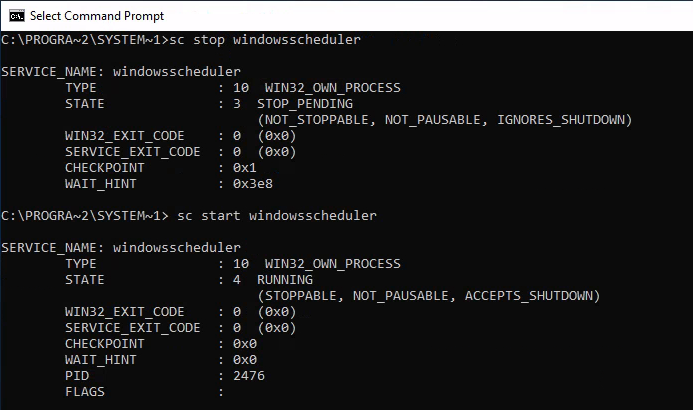 Select Command Prompt
C:\PROGRA~2\SYSTEM~1>sc stop windowsscheduler
SERVICE_NAME: windowsscheduler
TYPE : 10 WIN32_OWN_PROCESS
STATE : 3 STOP_PENDING
(NOT_STOPPABLE, NOT_PAUSABLE, IGNORES_SHUTDOWN)
WIN32_EXIT_CODE : 0 (0x0)
SERVICE_EXIT_CODE : 0 (0x0)
CHECKPOINT : 0x1
WAIT_HINT : 0x3e8
C:\PROGRA~2\SYSTEM~1> sc start windowsscheduler
SERVICE_NAME: windowsscheduler
TYPE : 10 WIN32_OWN_PROCESS
STATE : 4 RUNNING
(STOPPABLE, NOT_PAUSABLE, ACCEPTS_SHUTDOWN)
WIN32_EXIT_CODE : 0 (0x0)
SERVICE_EXIT_CODE : 0 (0x0)
CHECKPOINT : 0x0
WAIT_HINT : 0x0
PID : 2476
FLAGS :